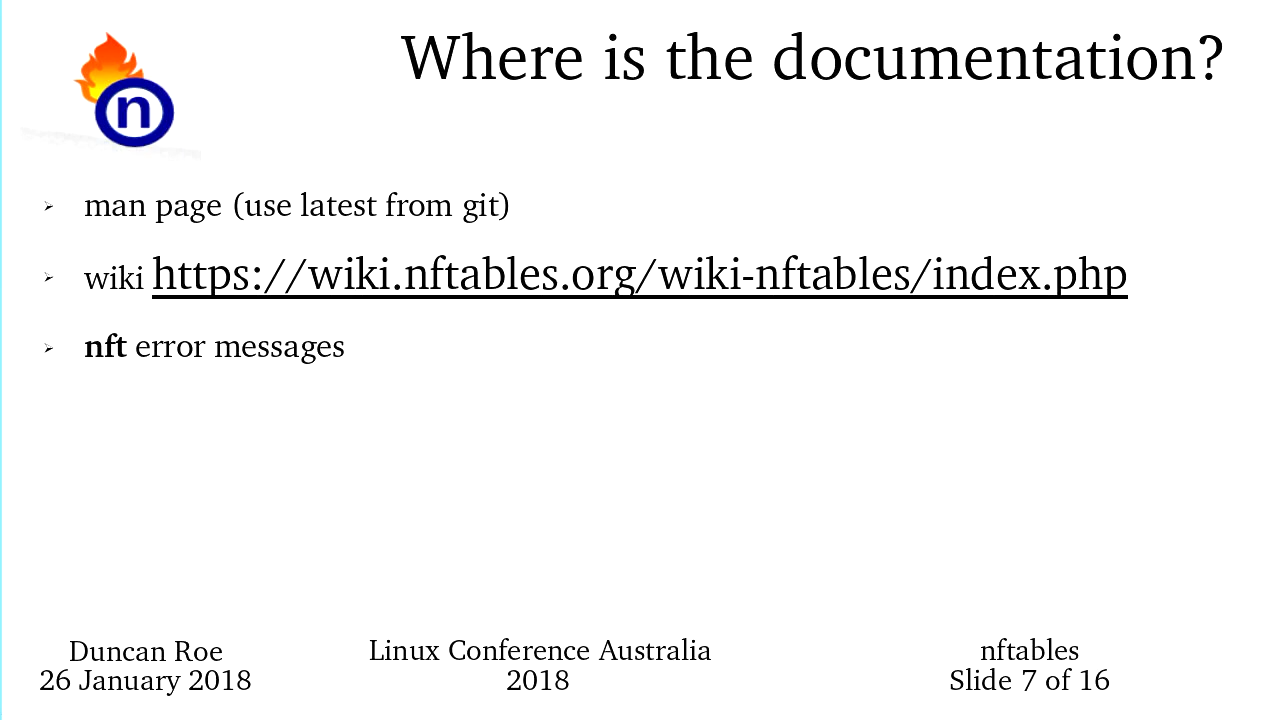 Where is the documentation?
n
➢ man page (use latest from git)
➢ wiki https://wiki.nftables.org/wiki-nftables/index.php
➢ nft error messages
Duncan Roe
26 January 2018
Linux Conference Australia
2018
nftables
Slide 7 of 16